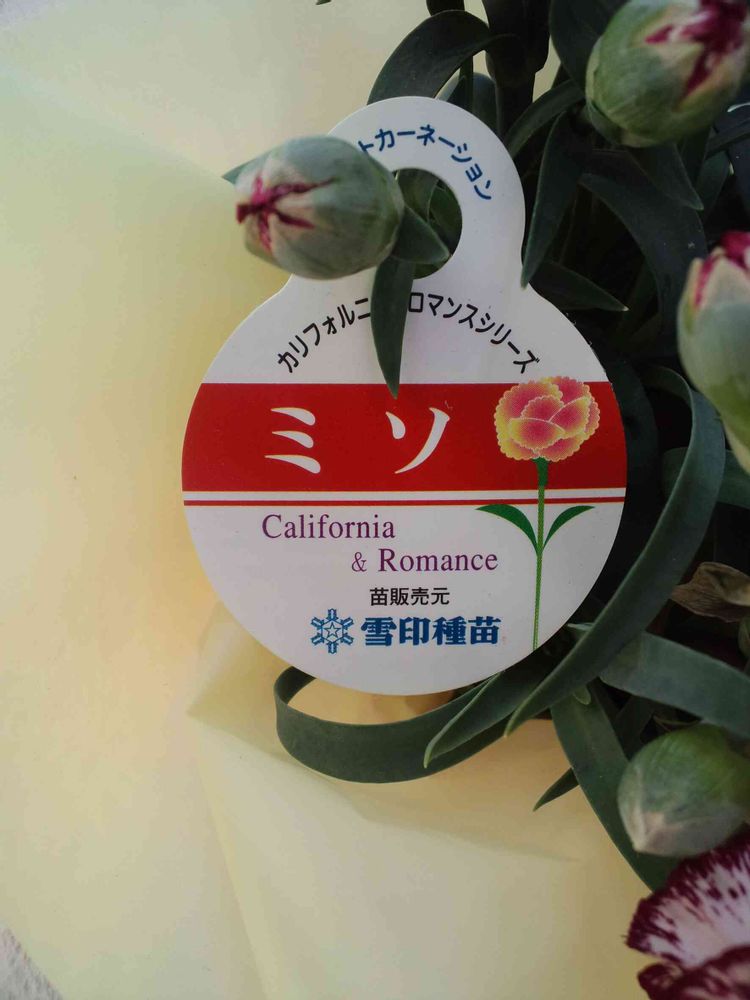 トカーネーション
カリフォルニ ロマンスシリーズ
ミソ
California
& Romance
苗販売元
雪印種苗